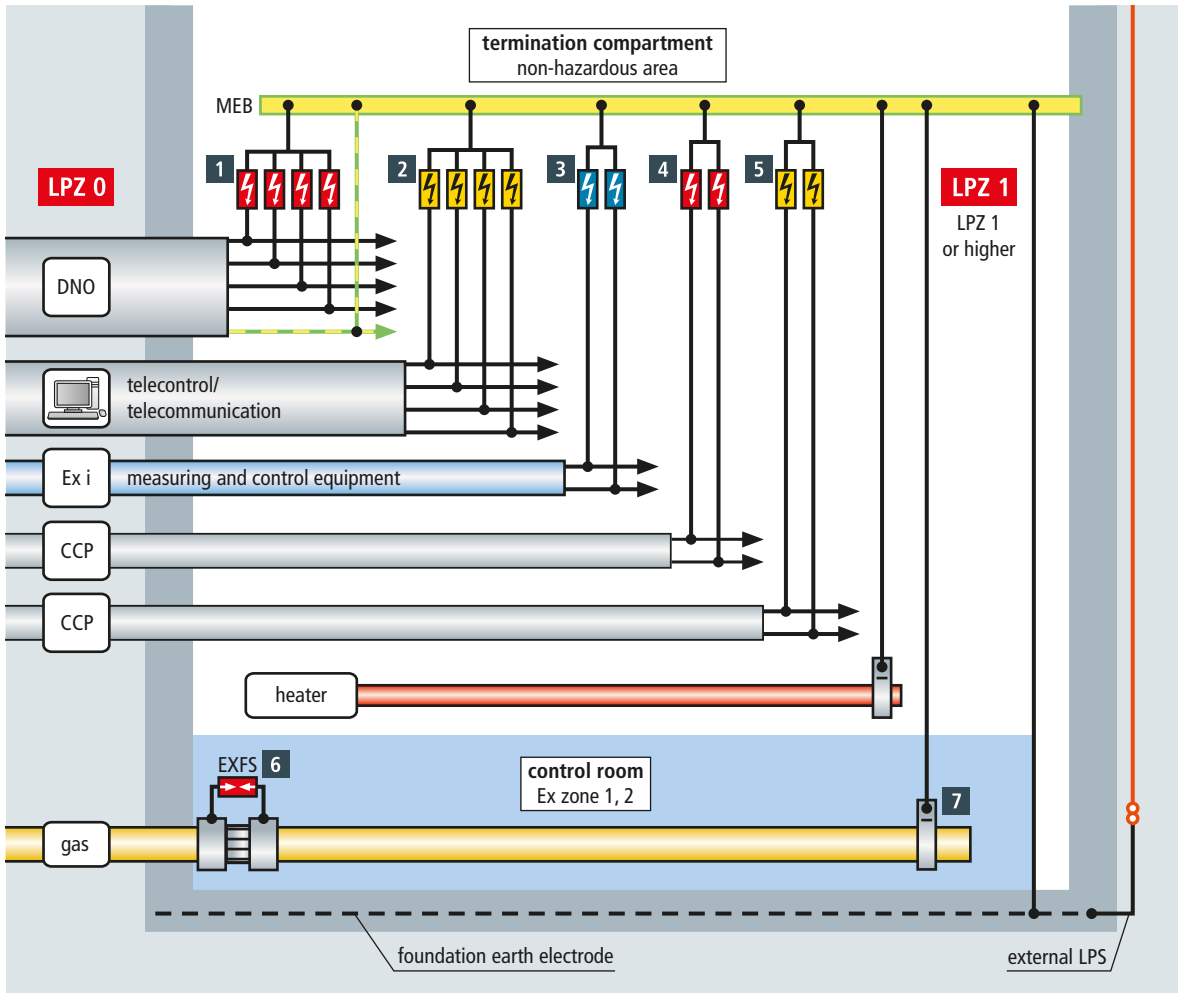 termination compartment
non-hazardous area
MEB
1
2
3
4
5
LPZ 0
LPZ 1
LPZ 1
or higher
DNO
telecontrol/
telecommunication
Ex i
measuring and control equipment
CCP
CCP
heater
EXFS 6
control room
Ex zone 1, 2
7
gas
foundation earth electrode
external LPS